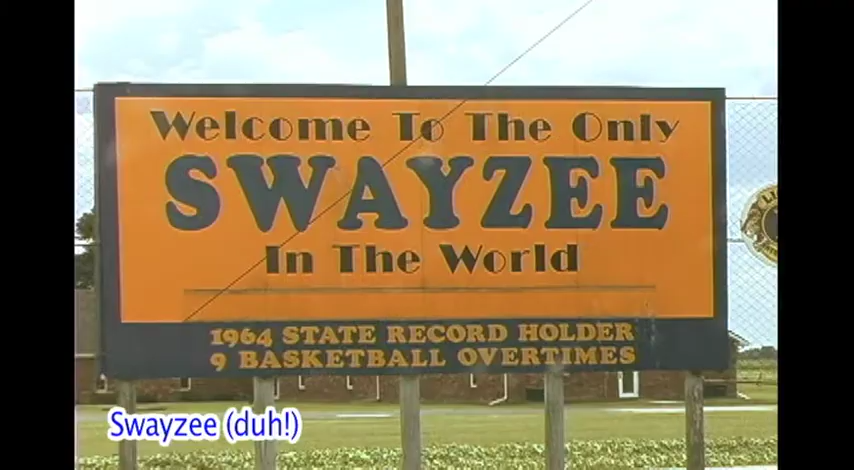 Welcome To The Only
SWAYZEE
In The World
1964 STATE RECORD HOLDER
9 BASKETBALL OVERTIMES
Swayzee (duh!)